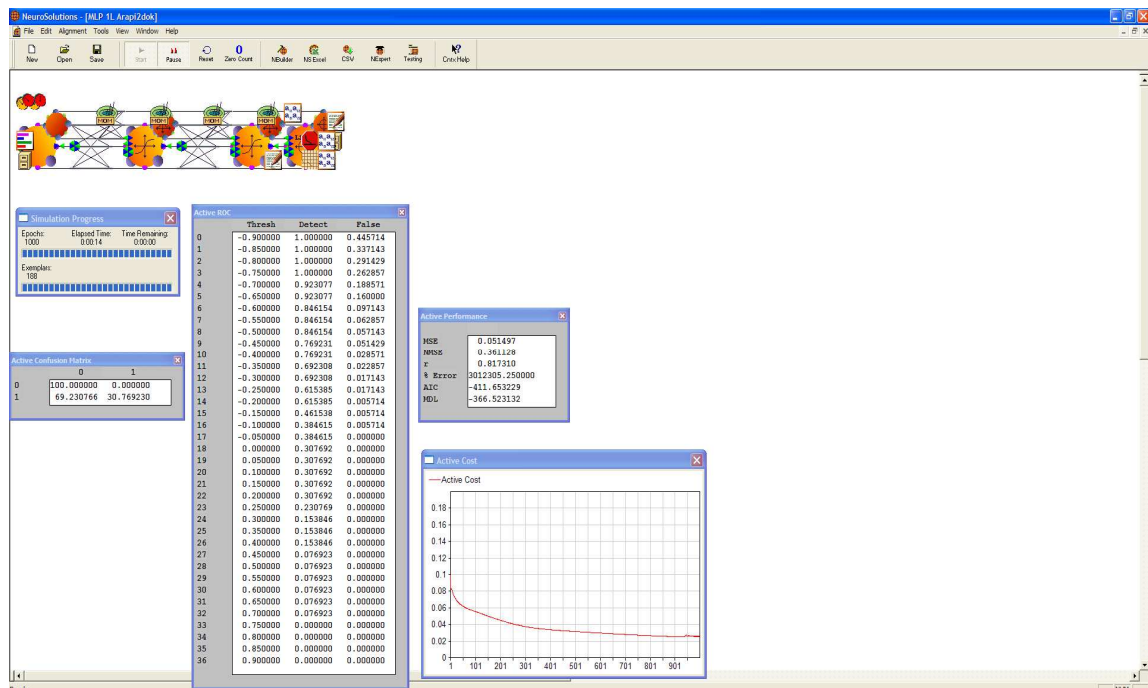 NeuroSolutions - [MLP 1L Arapi2dok]
File Edit Alignment Tools View Window Help
New Open Save Start Pause Reset Zero Count NBuilder NS Excel CSV NExpert Testing Cntx Help
MOM MOM MOM MOM
Simulation Progress
Epochs: Elapsed Time: Time Remaining:
1000 0:00:14 0:00:00
Exemplars:
188
Active Confusion Matrix
0 1
0 100.000000 0.000000
1 69.230766 30.769230
Active ROC
Thresh Detect False
0 -0.900000 1.000000 0.445714
1 -0.850000 1.000000 0.337143
2 -0.800000 1.000000 0.291429
3 -0.750000 1.000000 0.262857
4 -0.700000 0.923077 0.188571
5 -0.650000 0.923077 0.160000
6 -0.600000 0.846154 0.097143
7 -0.550000 0.846154 0.062857
8 -0.500000 0.846154 0.057143
9 -0.450000 0.769231 0.051429
10 -0.400000 0.769231 0.028571
11 -0.350000 0.692308 0.022857
12 -0.300000 0.692308 0.017143
13 -0.250000 0.615385 0.017143
14 -0.200000 0.615385 0.005714
15 -0.150000 0.461538 0.005714
16 -0.100000 0.384615 0.005714
17 -0.050000 0.384615 0.000000
18 0.000000 0.307692 0.000000
19 0.050000 0.307692 0.000000
20 0.100000 0.307692 0.000000
21 0.150000 0.307692 0.000000
22 0.200000 0.307692 0.000000
23 0.250000 0.230769 0.000000
24 0.300000 0.153846 0.000000
25 0.350000 0.153846 0.000000
26 0.400000 0.153846 0.000000
27 0.450000 0.076923 0.000000
28 0.500000 0.076923 0.000000
29 0.550000 0.076923 0.000000
30 0.600000 0.076923 0.000000
31 0.650000 0.076923 0.000000
32 0.700000 0.076923 0.000000
33 0.750000 0.000000 0.000000
34 0.800000 0.000000 0.000000
35 0.850000 0.000000 0.000000
36 0.900000 0.000000 0.000000
Active Performance
MSE 0.051497
NMSE 0.361128
r 0.817310
% Error 3012305.250000
AIC -411.653229
MDL -366.523132
Active Cost
Active Cost
0.18
0.16
0.14
0.12
0.1
0.08
0.06
0.04
0.02
0
1 101 201 301 401 501 601 701 801 901